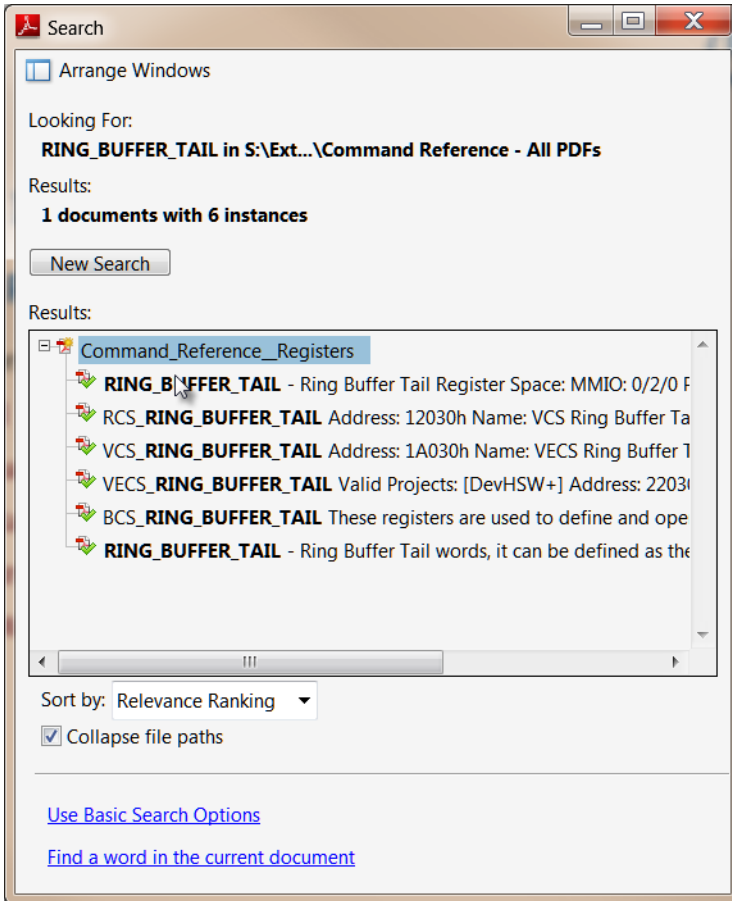 Search
Arrange Windows
Looking For:
RING_BUFFER_TAIL in S:\Ext...\Command Reference - All PDFs
Results:
1 documents with 6 instances
New Search
Results:
Command_Reference__Registers
RING_BUFFER_TAIL - Ring Buffer Tail Register Space: MMIO: 0/2/0
RCS_RING_BUFFER_TAIL Address: 12030h Name: VCS Ring Buffer Ta
VCS_RING_BUFFER_TAIL Address: 1A030h Name: VECS Ring Buffer
VECS_RING_BUFFER_TAIL Valid Projects: [DevHSW+] Address: 2203
BCS_RING_BUFFER_TAIL These registers are used to define and ope
RING_BUFFER_TAIL - Ring Buffer Tail words, it can be defined as the
Sort by: Relevance Ranking
Collapse file paths
Use Basic Search Options
Find a word in the current document